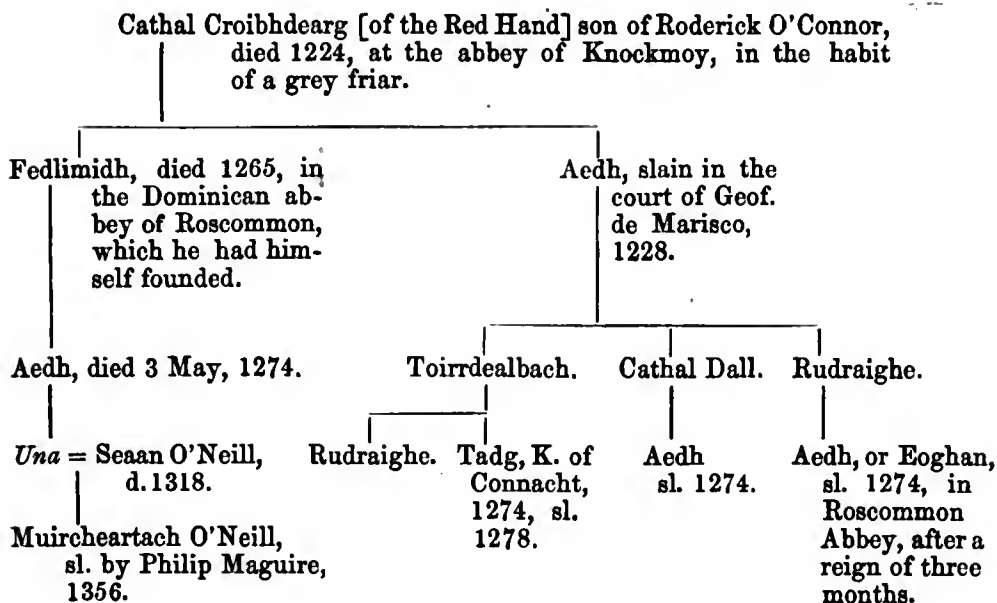 Cathal Croibhdearg [of the Red Hand] son of Roderick O'Connor,
died 1224, at the abbey of Knockmoy, in the habit
of a grey friar.
Fedlimidh, died 1265, in
the Dominican ab-
bey of Roscommon,
which he had him-
self founded.
Aedh, slain in the
court of Geof.
de Marisco,
1228.
Aedh, died 3 May, 1274.
Toirrdealbach.
Cathal Dall.
Rudraighe.
Una = Seaan O'Neill,
d. 1318.
Rudraighe.
Tadg, K. of
Connacht,
1274, sl.
1278.
Aedh
sl. 1274.
Aedh, or Eoghan,
sl. 1274, in
Roscommon
Abbey, after a
reign of three
months.
Muircheartach O'Neill,
sl. by Philip Maguire,
1356.